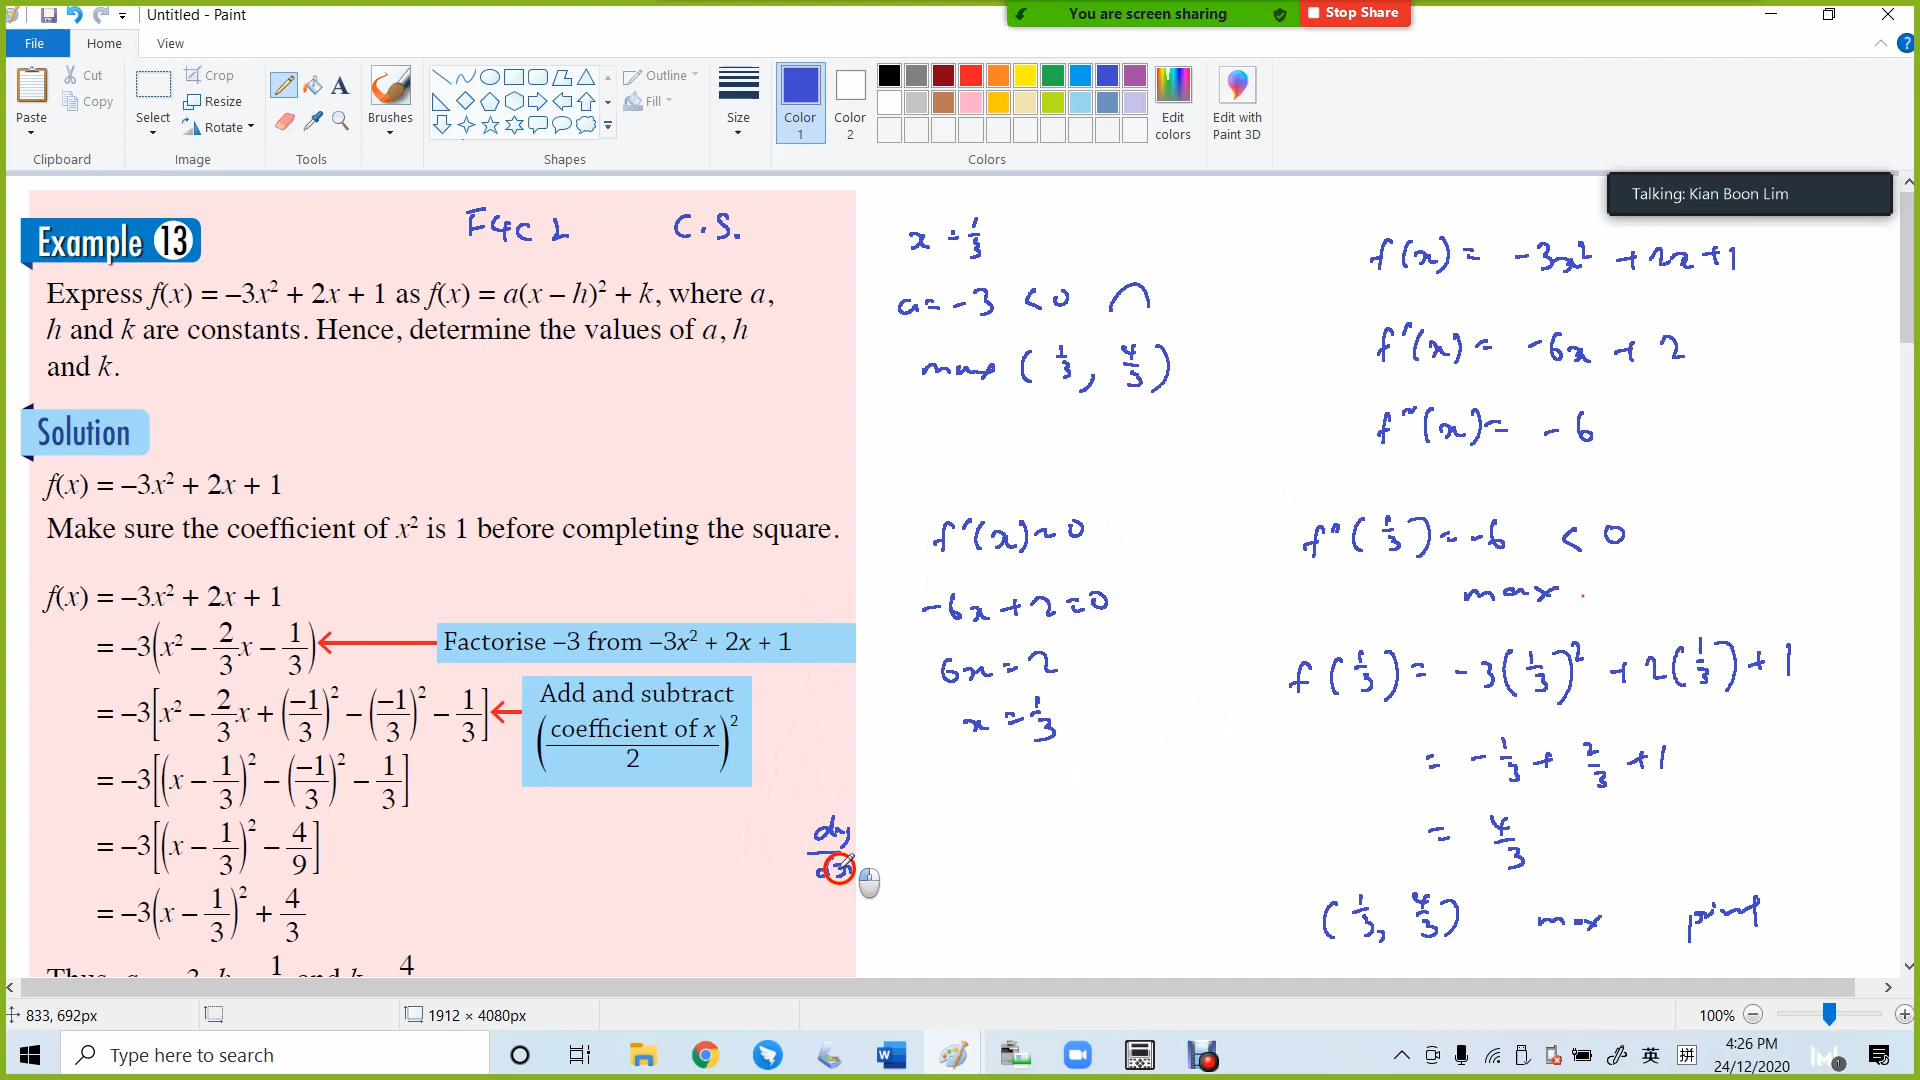 Untitled - Paint
You are screen sharing
Stop Share
File Home View
Paste
Cut
Copy
Clipboard
Select
Crop
Resize
Rotate
Image
Tools
Brushes
Shapes
Outline
Fill
Size
Color 1
Color 2
Colors
Edit colors
Edit with Paint 3D
Talking: Kian Boon Lim
Example 13
F4C2 C.S.
Express f(x) = –3x² + 2x + 1 as f(x) = a(x – h)² + k, where a,
h and k are constants. Hence, determine the values of a, h
and k.
Solution
f(x) = –3x² + 2x + 1
Make sure the coefficient of x² is 1 before completing the square.
f(x) = –3x² + 2x + 1
= –3(x² – 2/3 x – 1/3)
Factorise –3 from –3x² + 2x + 1
= –3[x² – 2/3 x + (–1/3)² – (–1/3)² – 1/3]
Add and subtract
(coefficient of x / 2)²
= –3[(x – 1/3)² – (–1/3)² – 1/3]
= –3[(x – 1/3)² – 4/9]
= –3(x – 1/3)² + 4/3
x = 1/3
a = -3 < 0
max (1/3, 4/3)
f'(x) = 0
-6x + 2 = 0
6x = 2
x = 1/3
dy
f(x) = -3x² + 2x + 1
f'(x) = -6x + 2
f''(x) = -6
f''(1/3) = -6 < 0
max
f(1/3) = -3(1/3)² + 2(1/3) + 1
= -1/3 + 2/3 + 1
= 4/3
(1/3, 4/3) max point
833, 692px
1912 × 4080px
100%
Type here to search
英 拼
4:26 PM
24/12/2020
1